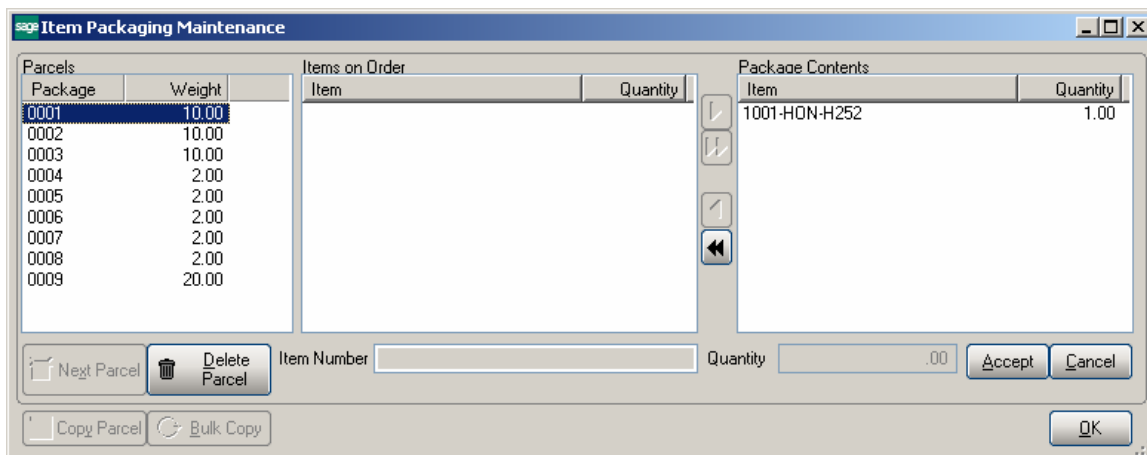 sage Item Packaging Maintenance
Parcels Items on Order Package Contents
Package Weight Item Quantity Item Quantity
0001 10.00 1001-HON-H252 1.00
0002 10.00
0003 10.00
0004 2.00
0005 2.00
0006 2.00
0007 2.00
0008 2.00
0009 20.00
Next Parcel Delete Parcel Item Number Quantity .00 Accept Cancel
Copy Parcel Bulk Copy OK